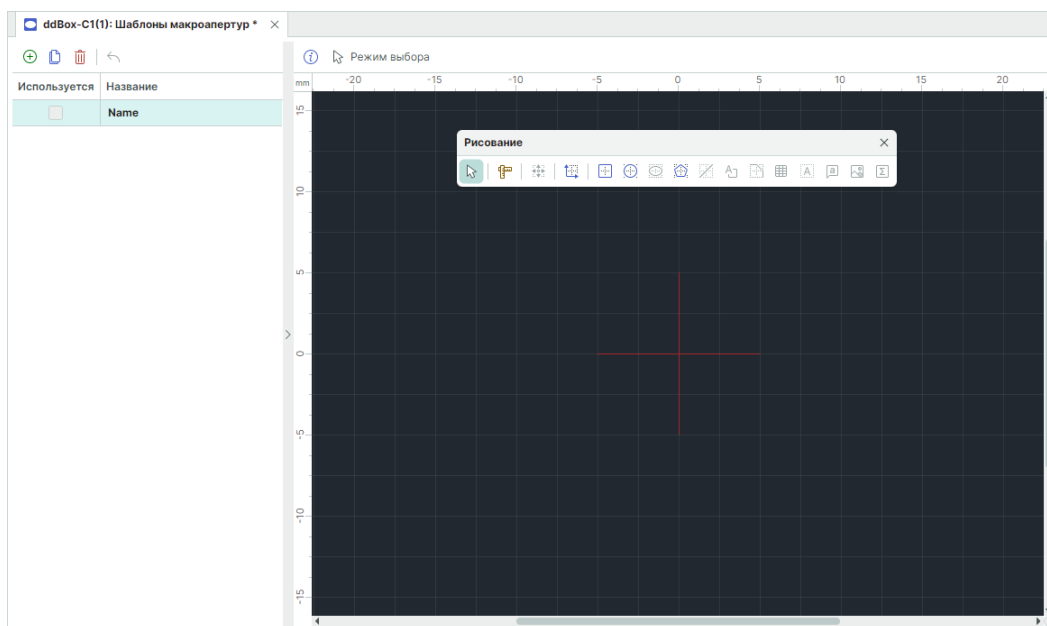 ddBox-C1(1): Шаблоны макроапертур *
Режим выбора
Используется Название
mm -20 -15 -10 -5 0 5 10 15 20
Name
15
Рисование
10
5
0
-5
-10
-15